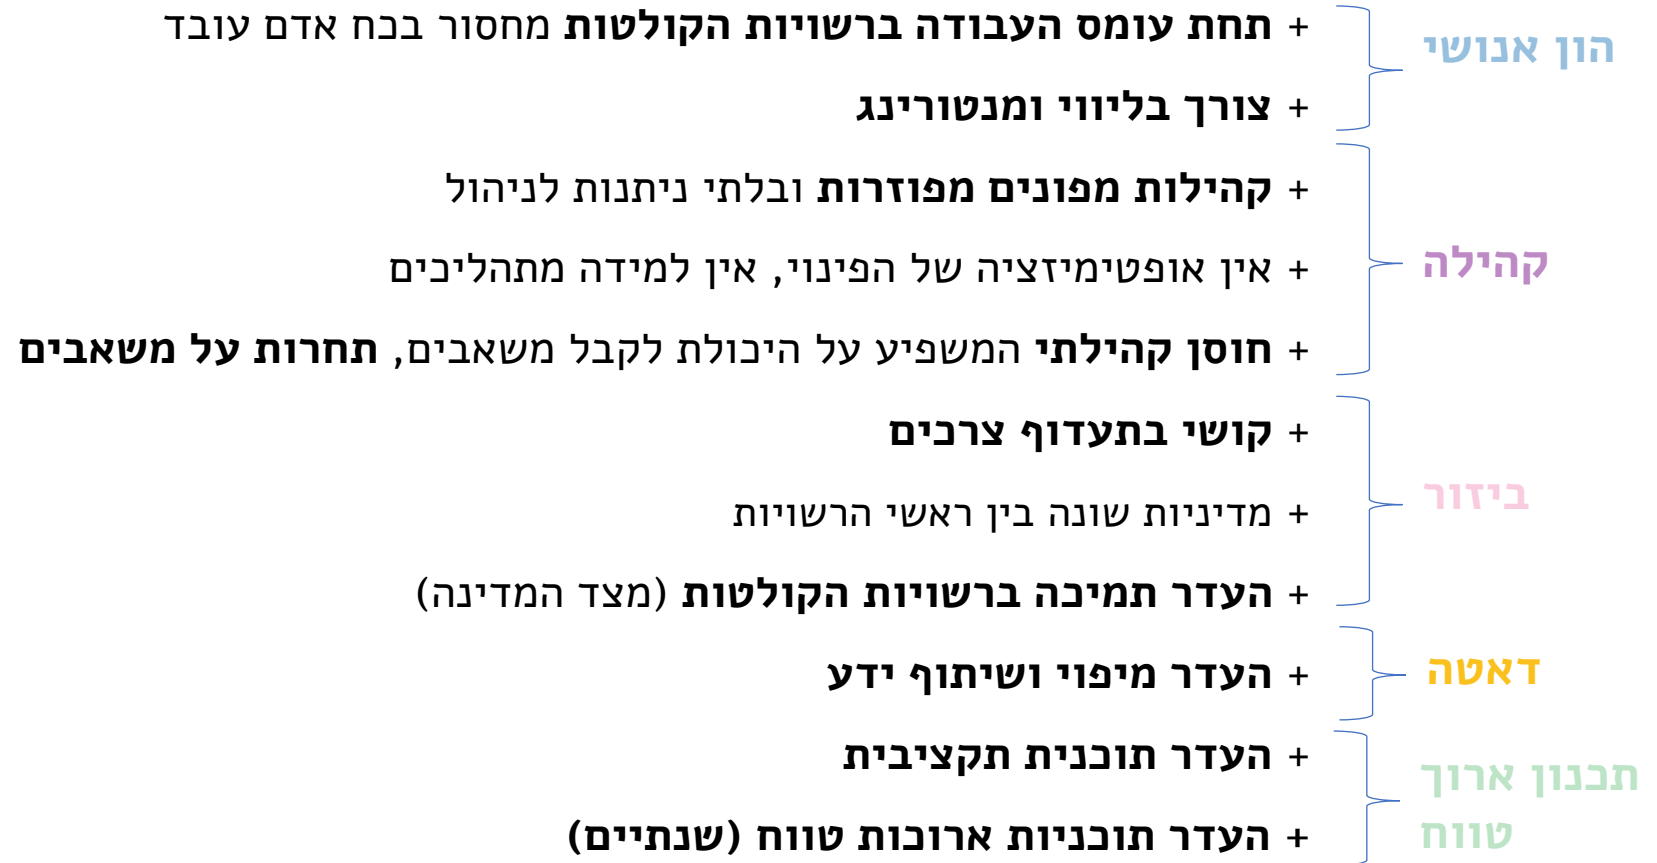 הון אנושי
+ תחת עומס העבודה ברשויות הקולטות מחסור בכח אדם עובד
+ צורך בליווי ומנטורינג
קהילה
+ קהילות מפונים מפוזרות ובלתי ניתנות לניהול
+ אין אופטימיזציה של הפינוי, אין למידה מתהליכים
+ חוסן קהילתי המשפיע על היכולת לקבל משאבים, תחרות על משאבים
ביזור
+ קושי בתעדוף צרכים
+ מדיניות שונה בין ראשי הרשויות
+ העדר תמיכה ברשויות הקולטות (מצד המדינה)
דאטה
+ העדר מיפוי ושיתוף ידע
תכנון ארוך
טווח
+ העדר תוכנית תקציבית
+ העדר תוכניות ארוכות טווח (שנתיים)